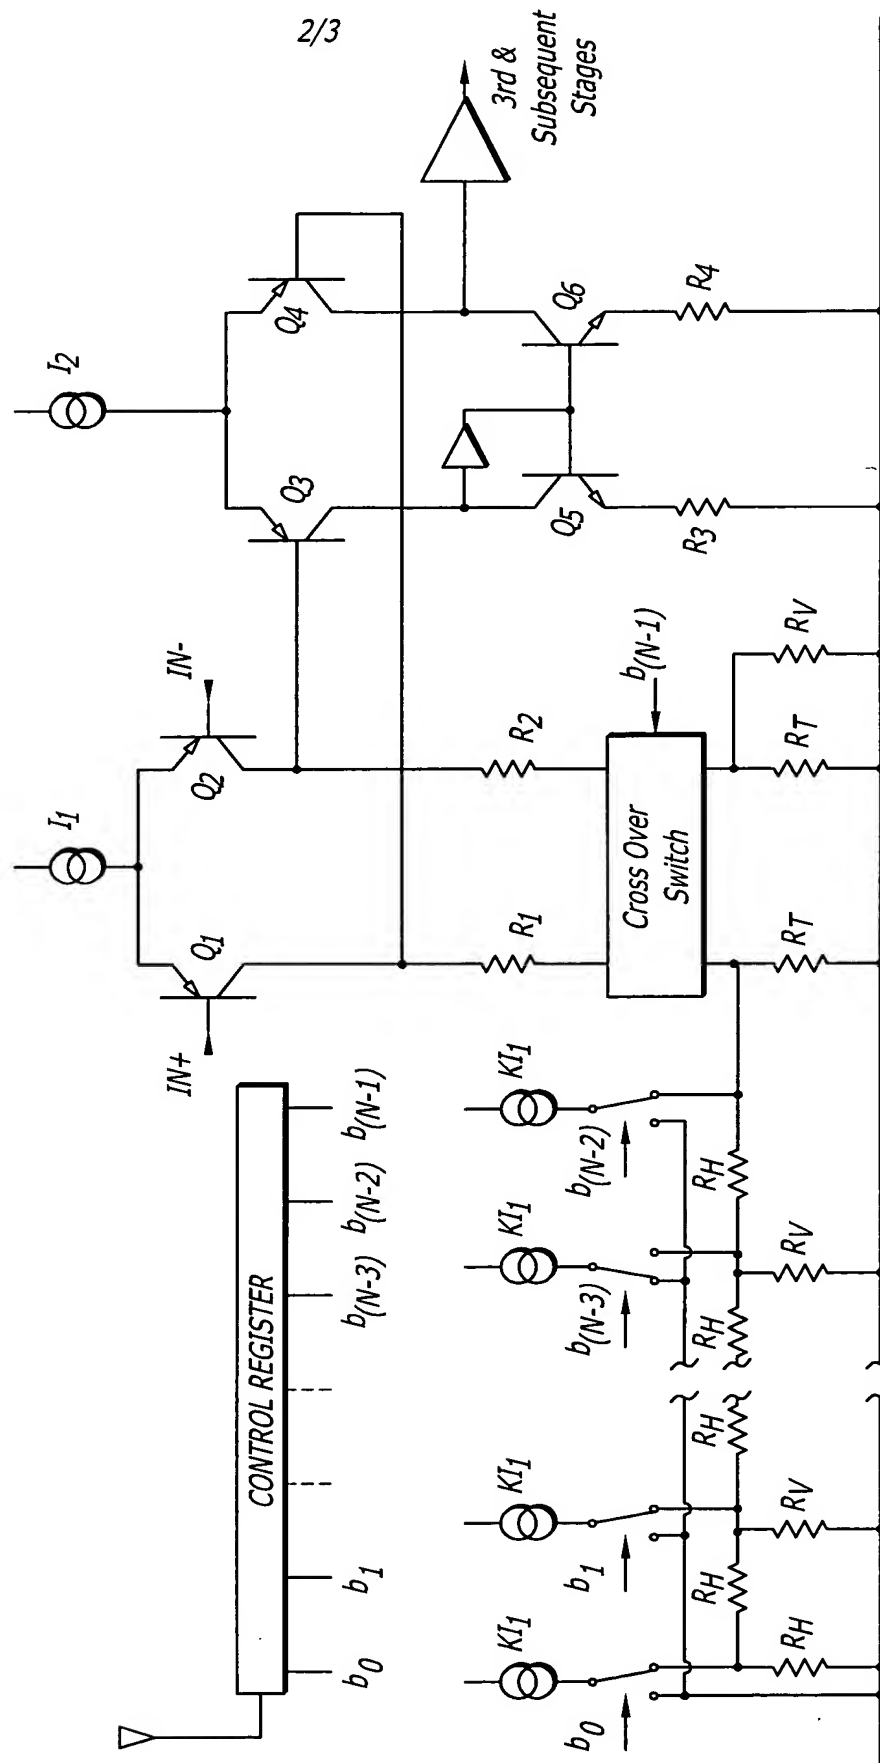 2/3
CONTROL REGISTER
b0
b1
b(N-3)
b(N-2)
b(N-1)
I1
IN+
Q1
Q2
IN-
I2
Q3
Q4
3rd &
Subsequent
Stages
Q5
Q6
R3
R4
R1
R2
Cross Over
Switch
b(N-1)
KI1
KI1
KI1
KI1
b0
b1
b(N-3)
b(N-2)
RH
RH
RH
RH
RH
RV
RV
RT
RT
RV